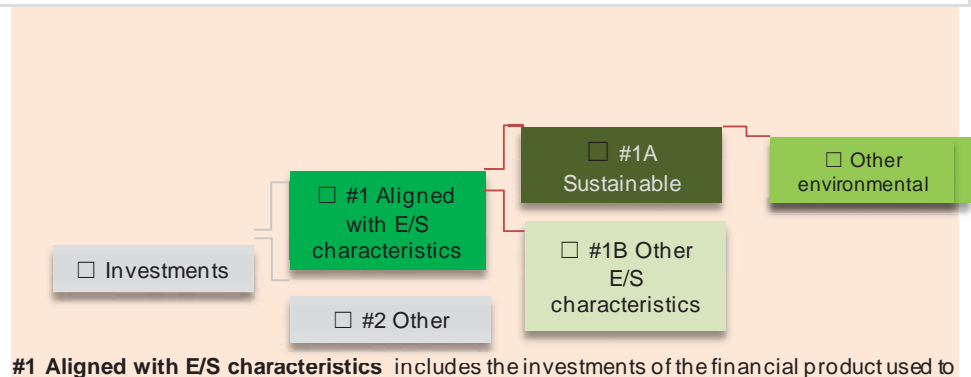 ☐ #1A
Sustainable
☐ Other
environmental
☐ #1 Aligned
with E/S
characteristics
☐ #1B Other
E/S
characteristics
☐ Investments
☐ #2 Other
#1 Aligned with E/S characteristics includes the investments of the financial product used to